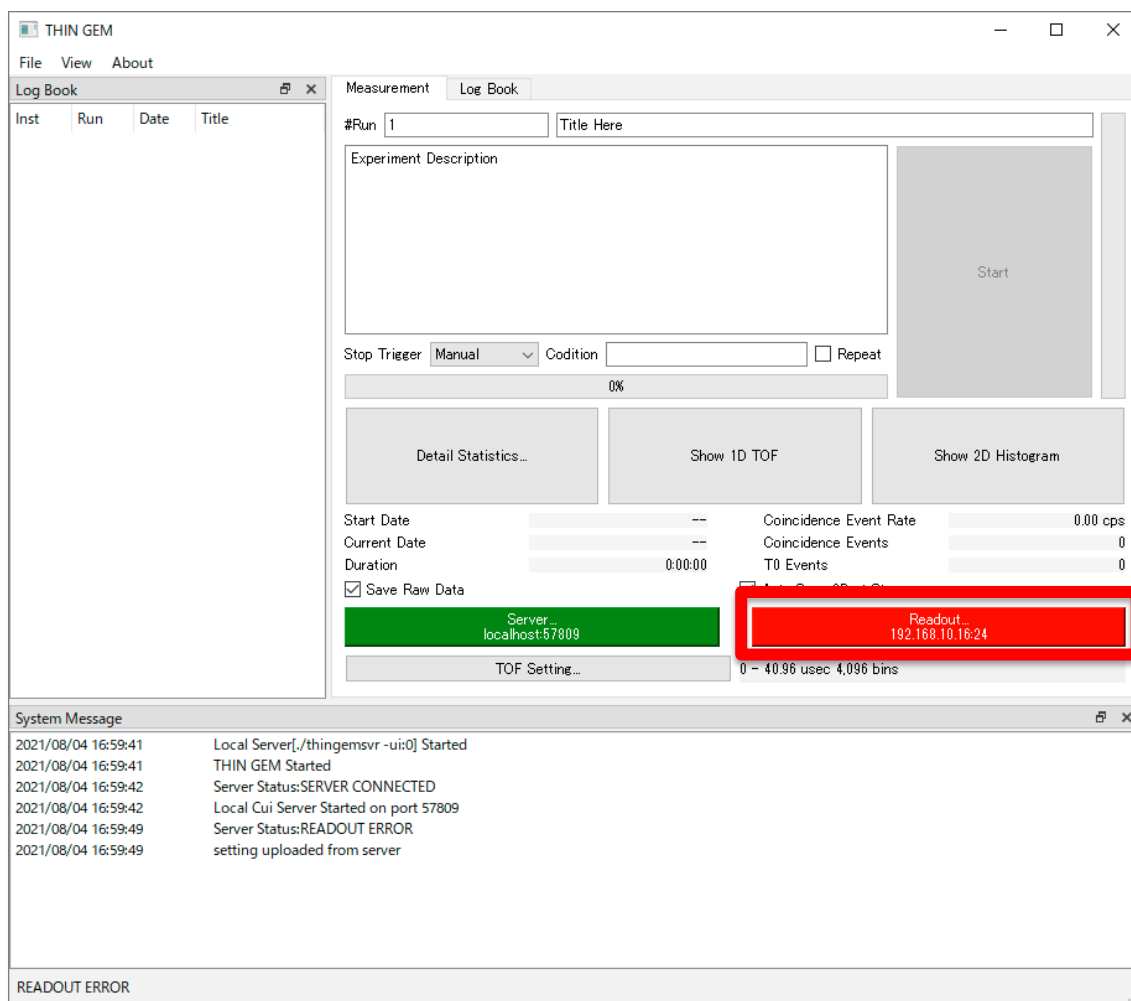 THIN GEM
File View About
Log Book
Inst Run Date Title
Measurement Log Book
#Run 1 Title Here
Experiment Description
Start
Stop Trigger Manual Codition Repeat
0%
Detail Statistics... Show 1D TOF Show 2D Histogram
Start Date -- Coincidence Event Rate 0.00 cps
Current Date -- Coincidence Events 0
Duration 0:00:00 T0 Events 0
Save Raw Data
Server... Readout...
localhost:57809 192.168.10.16:24
TOF Setting... 0 - 40.96 usec 4,096 bins
System Message
2021/08/04 16:59:41 Local Server[./thingemsvr -ui:0] Started
2021/08/04 16:59:41 THIN GEM Started
2021/08/04 16:59:42 Server Status:SERVER CONNECTED
2021/08/04 16:59:42 Local Cui Server Started on port 57809
2021/08/04 16:59:49 Server Status:READOUT ERROR
2021/08/04 16:59:49 setting uploaded from server
READOUT ERROR